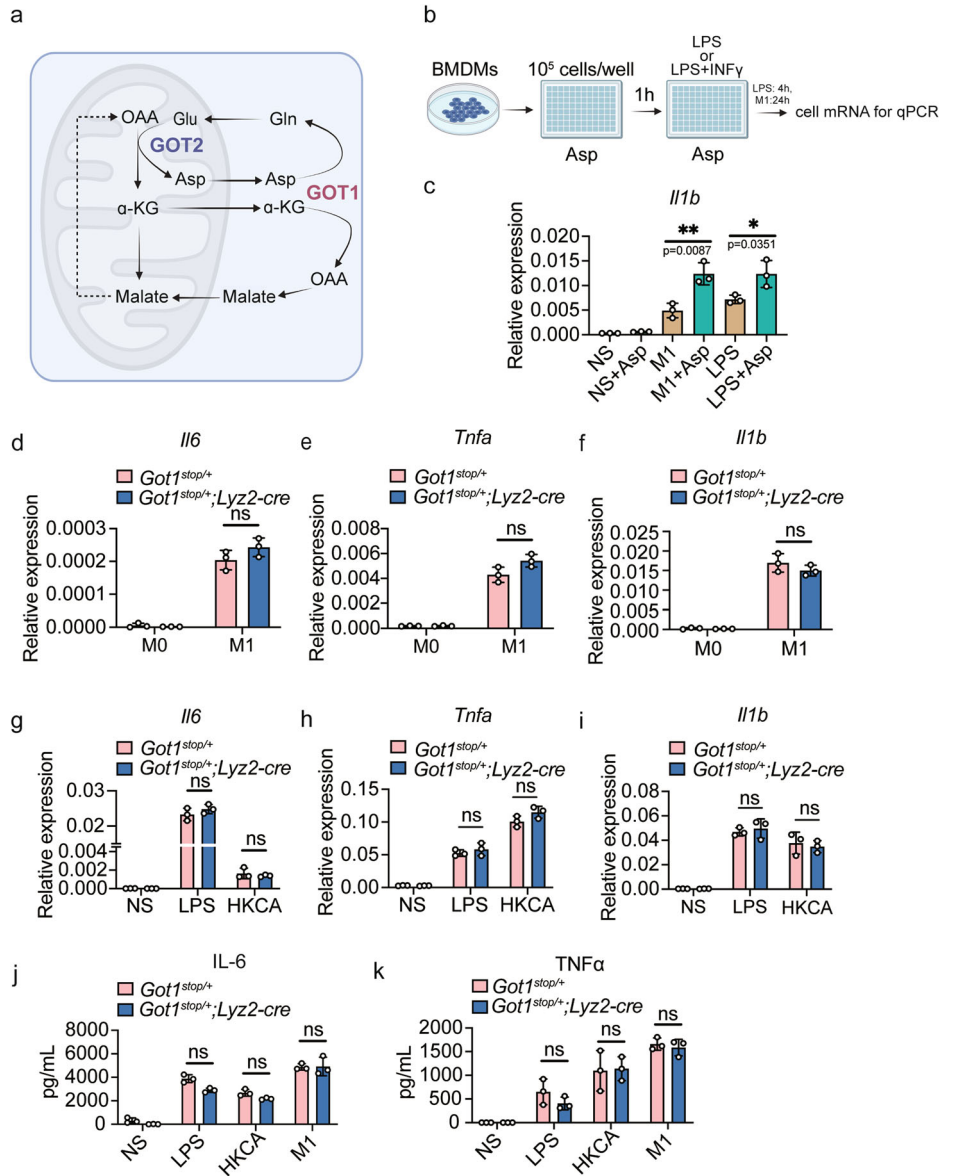 a
OAA Glu Gln
GOT2
Asp Asp GOT1
α-KG α-KG
OAA
Malate Malate
b
BMDMs
10⁵ cells/well
Asp
1h
LPS
or
LPS+INFγ
Asp
LPS: 4h,
M1:24h
cell mRNA for qPCR
c
Il1b
Relative expression
0.020
0.015
0.010
0.005
0.000
** *
p=0.0087 p=0.0351
NS NS+Asp M1 M1+Asp LPS LPS+Asp
d
Il6
Got1stop/+
Got1stop/+;Lyz2-cre
Relative expression
0.0003
0.0002
0.0001
0.0000
ns
M0 M1
e
Tnfa
Got1stop/+
Got1stop/+;Lyz2-cre
Relative expression
0.008
0.006
0.004
0.002
0.000
ns
M0 M1
f
Il1b
Got1stop/+
Got1stop/+;Lyz2-cre
Relative expression
0.025
0.020
0.015
0.010
0.005
0.000
ns
M0 M1
g
Il6
Got1stop/+
Got1stop/+;Lyz2-cre
Relative expression
0.03
0.02
0.004
0.002
0.000
ns ns
NS LPS HKCA
h
Tnfa
Got1stop/+
Got1stop/+;Lyz2-cre
Relative expression
0.15
0.10
0.05
0.00
ns ns
NS LPS HKCA
i
Il1b
Got1stop/+
Got1stop/+;Lyz2-cre
Relative expression
0.08
0.06
0.04
0.02
0.00
ns ns
NS LPS HKCA
j
IL-6
Got1stop/+
Got1stop/+;Lyz2-cre
pg/mL
8000
6000
4000
2000
0
ns ns ns
NS LPS HKCA M1
k
TNFα
Got1stop/+
Got1stop/+;Lyz2-cre
pg/mL
2000
1500
1000
500
0
ns ns ns
NS LPS HKCA M1